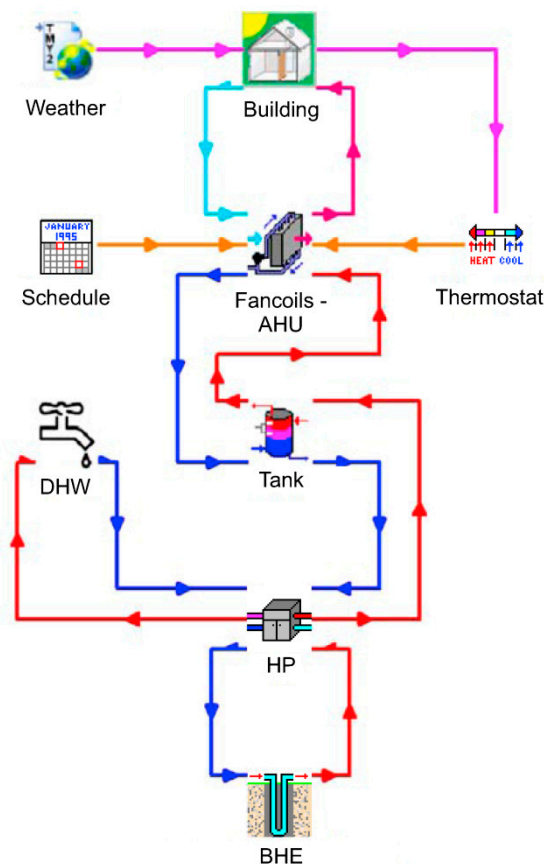 TMY2
Weather
Building
JANUARY
1995
Schedule
Fancoils -
AHU
HEAT COOL
Thermostat
DHW
Tank
HP
BHE